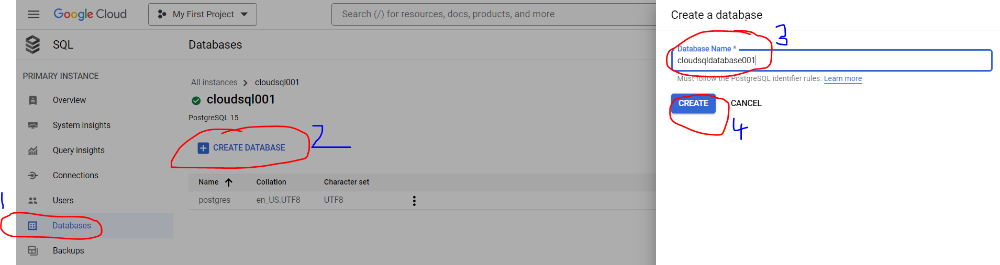 Google Cloud
My First Project
Search (/) for resources, docs, products, and more
SQL
Databases
PRIMARY INSTANCE
Overview
System insights
Query insights
Connections
Users
1
Databases
Backups
All instances
cloudsql001
cloudsql001
PostgreSQL 15
CREATE DATABASE
2
Name Collation Character set
postgres en_US.UTF8 UTF8
Create a database
3
Database Name *
cloudsqldatabase001
Must follow the PostgreSQL identifier rules. Learn more
CREATE CANCEL
4